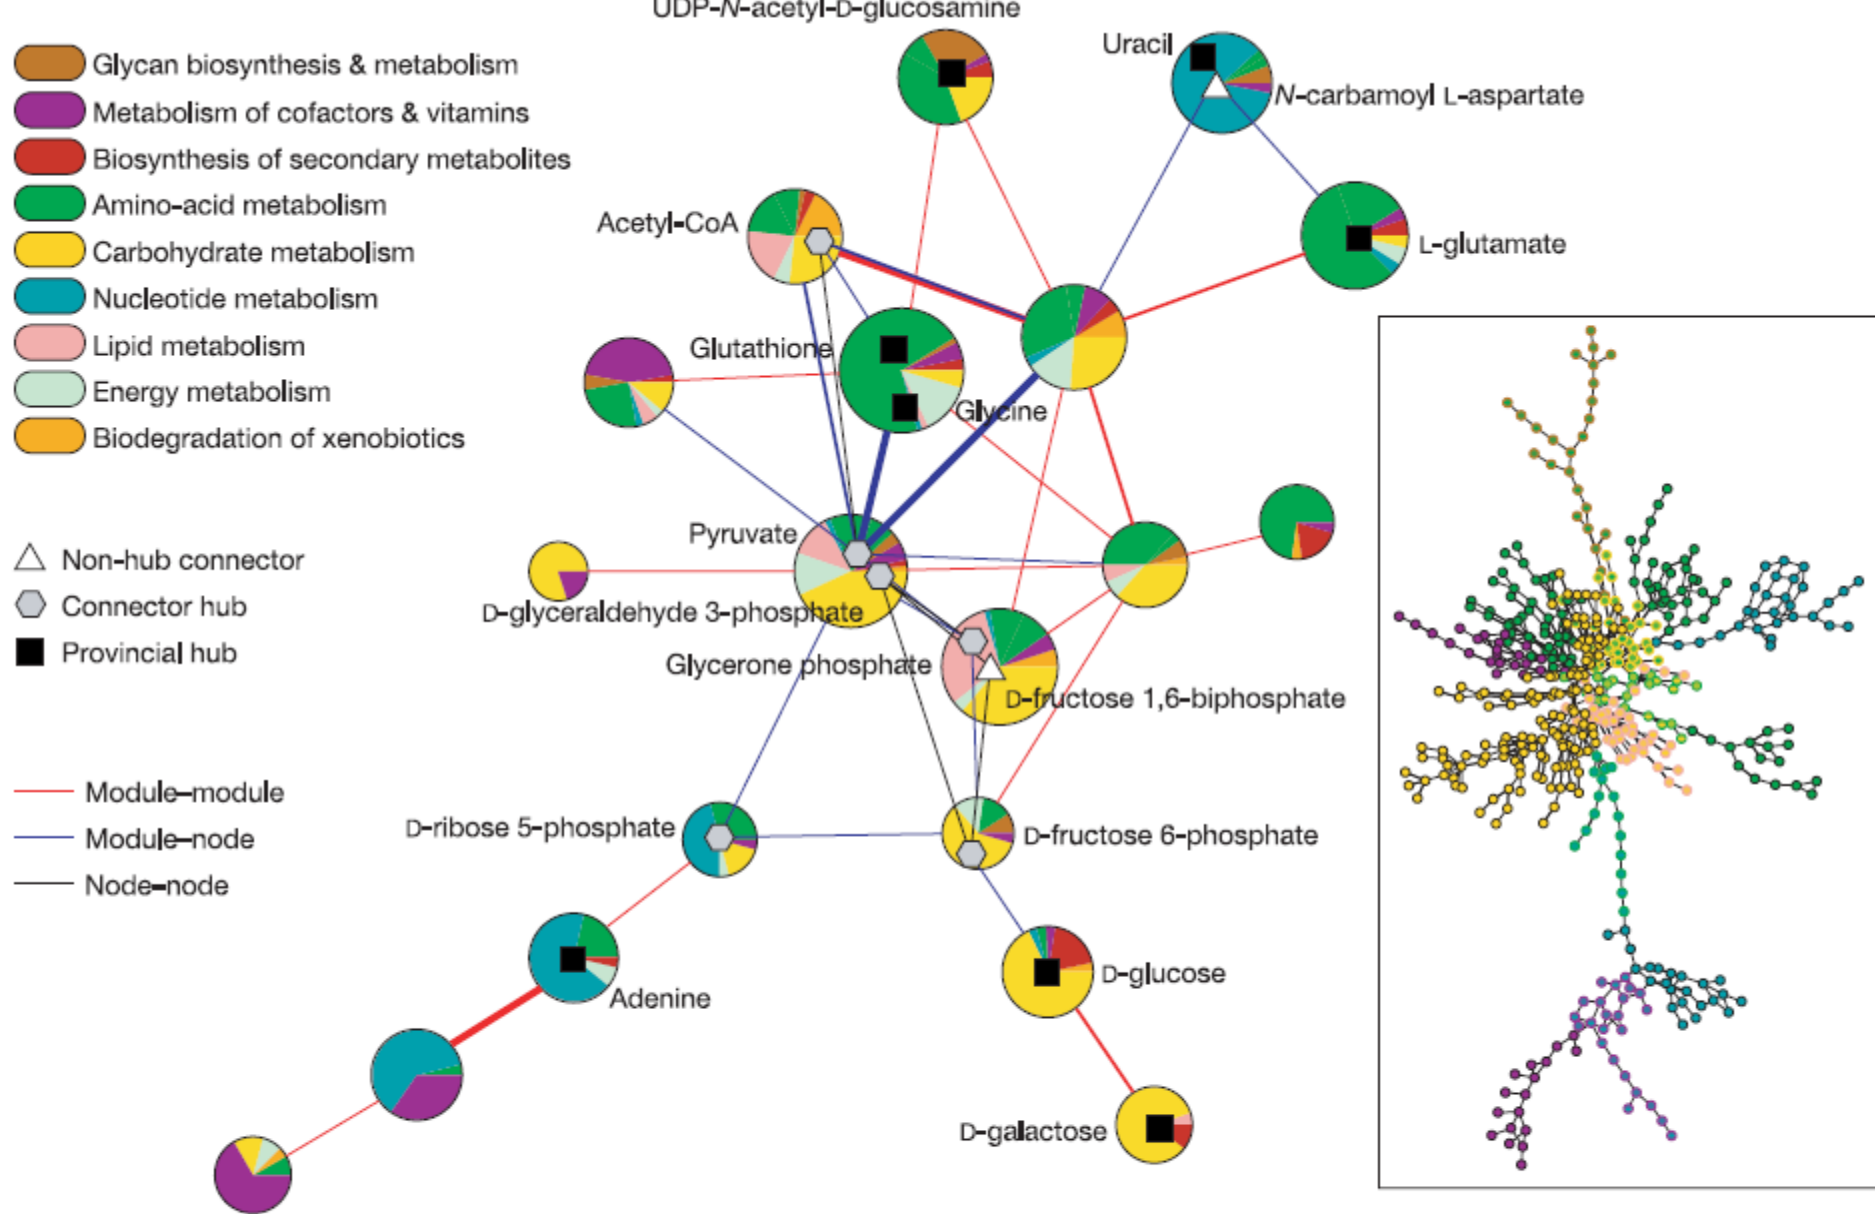 UDP-N-acetyl-D-glucosamine
Glycan biosynthesis & metabolism
Metabolism of cofactors & vitamins
Biosynthesis of secondary metabolites
Amino-acid metabolism
Carbohydrate metabolism
Nucleotide metabolism
Lipid metabolism
Energy metabolism
Biodegradation of xenobiotics
Non-hub connector
Connector hub
Provincial hub
Module–module
Module–node
Node–node
Uracil
N-carbamoyl L-aspartate
Acetyl-CoA
L-glutamate
Glutathione
Glycine
Pyruvate
D-glyceraldehyde 3-phosphate
Glycerone phosphate
D-fructose 1,6-biphosphate
D-ribose 5-phosphate
D-fructose 6-phosphate
Adenine
D-glucose
D-galactose